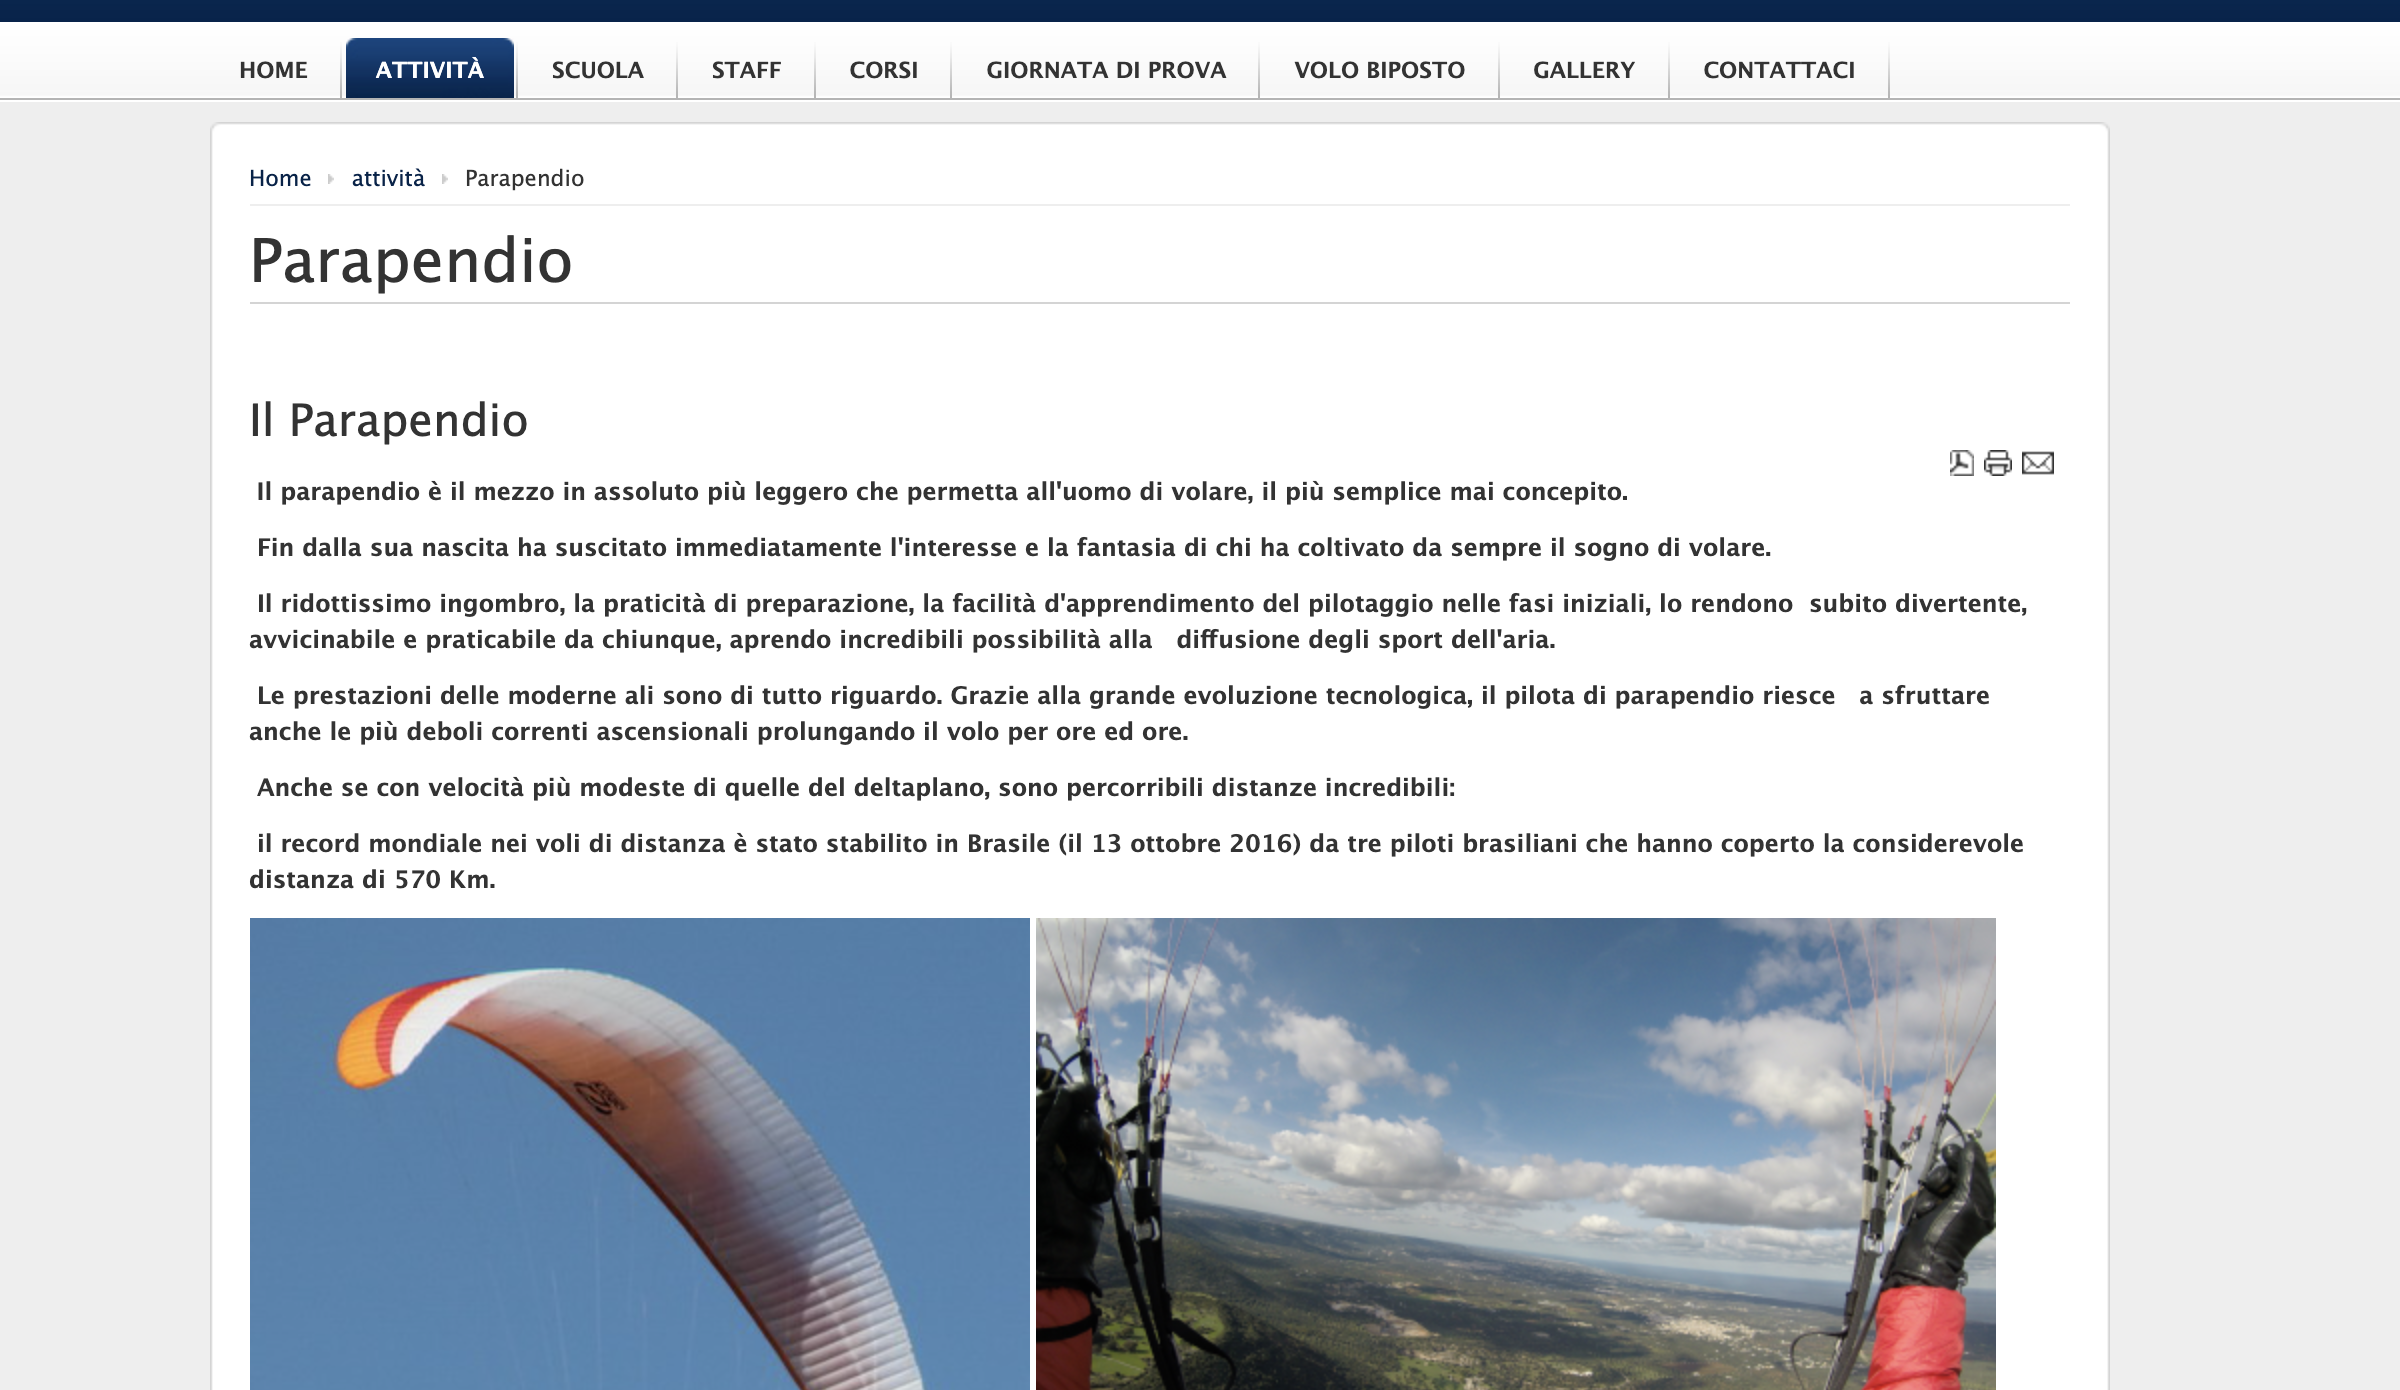 HOME
ATTIVITÀ
SCUOLA
STAFF
CORSI
GIORNATA DI PROVA
VOLO BIPOSTO
GALLERY
CONTATTACI
Home
attività
Parapendio
Parapendio
Il Parapendio
Il parapendio è il mezzo in assoluto più leggero che permetta all'uomo di volare, il più semplice mai concepito.
Fin dalla sua nascita ha suscitato immediatamente l'interesse e la fantasia di chi ha coltivato da sempre il sogno di volare.
Il ridottissimo ingombro, la praticità di preparazione, la facilità d'apprendimento del pilotaggio nelle fasi iniziali, lo rendono subito divertente,
avvicinabile e praticabile da chiunque, aprendo incredibili possibilità alla diffusione degli sport dell'aria.
Le prestazioni delle moderne ali sono di tutto riguardo. Grazie alla grande evoluzione tecnologica, il pilota di parapendio riesce a sfruttare
anche le più deboli correnti ascensionali prolungando il volo per ore ed ore.
Anche se con velocità più modeste di quelle del deltaplano, sono percorribili distanze incredibili:
il record mondiale nei voli di distanza è stato stabilito in Brasile (il 13 ottobre 2016) da tre piloti brasiliani che hanno coperto la considerevole
distanza di 570 Km.